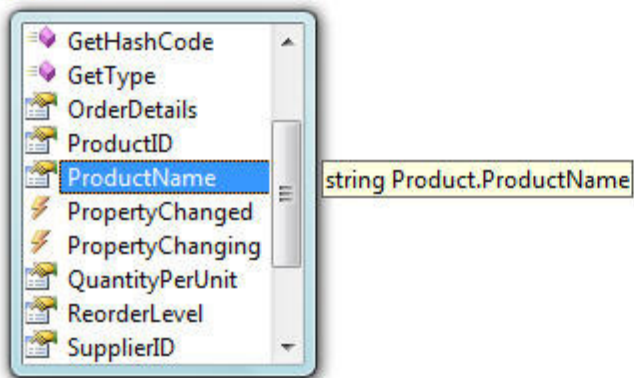 GetHashCode
GetType
OrderDetails
ProductID
ProductName
string Product.ProductName
PropertyChanged
PropertyChanging
QuantityPerUnit
ReorderLevel
SupplierID